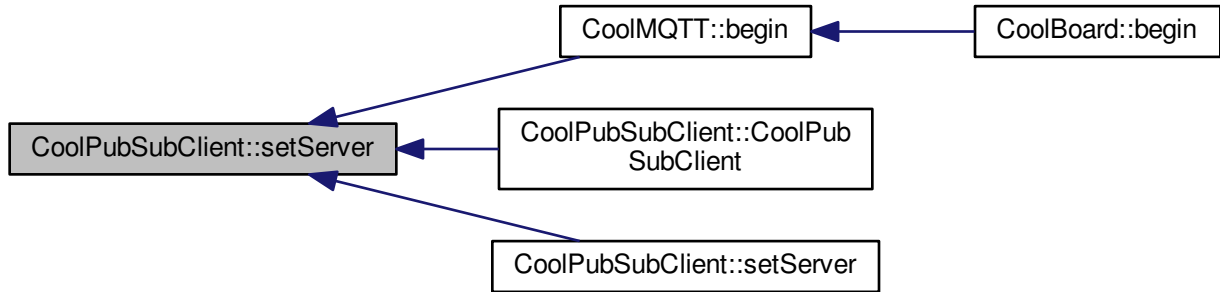 CoolMQTT::begin
CoolBoard::begin
CoolPubSubClient::setServer
CoolPubSubClient::CoolPub
SubClient
CoolPubSubClient::setServer